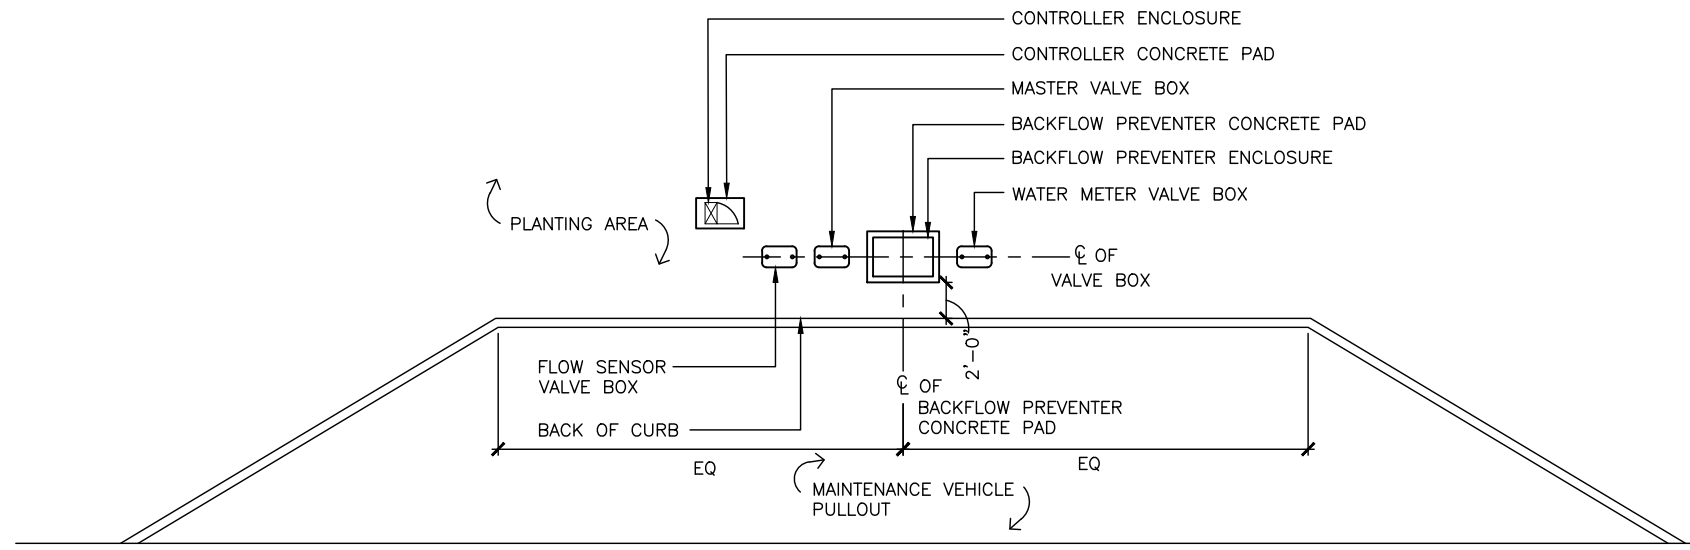 CONTROLLER ENCLOSURE
CONTROLLER CONCRETE PAD
MASTER VALVE BOX
BACKFLOW PREVENTER CONCRETE PAD
BACKFLOW PREVENTER ENCLOSURE
WATER METER VALVE BOX
PLANTING AREA
℄ OF
VALVE BOX
2'-0"
FLOW SENSOR
VALVE BOX
℄ OF
BACKFLOW PREVENTER
CONCRETE PAD
BACK OF CURB
EQ
EQ
MAINTENANCE VEHICLE
PULLOUT